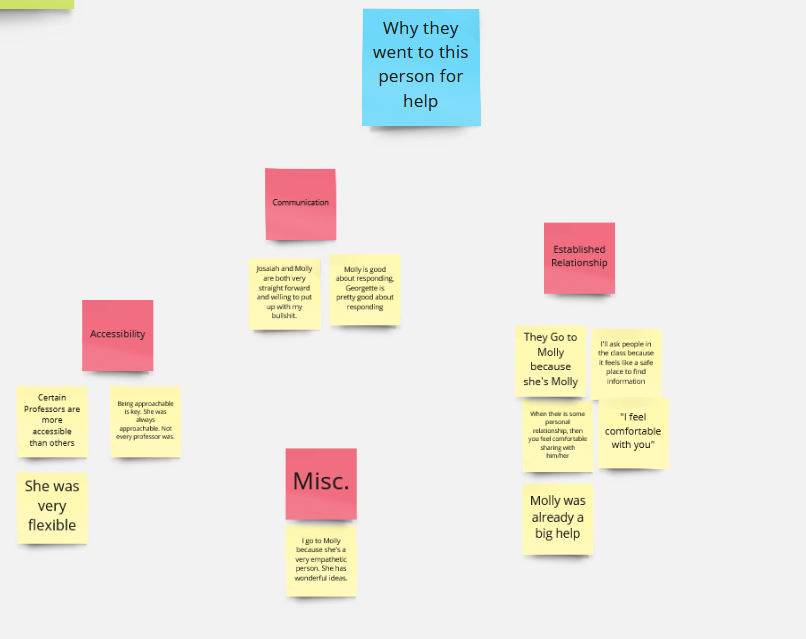 Why they
went to this
person for
help
Communication
Josaiah and Molly
are both very
straight forward
and willing to put
up with my
bullshit.
Molly is good
about responding,
Georgette is
pretty good about
responding
Established
Relationship
They Go to
Molly
because
she's Molly
I'll ask people in
the class because
it feels like a safe
place to find
information
When their is some
personal
relationship, then
you feel comfortable
sharing with
him/her
"I feel
comfortable
with you"
Molly was
already a
big help
Accessibility
Certain
Professors are
more
accessible
than others
Being approachable
is key. She was
always
approachable. Not
every professor was.
She was
very
flexible
Misc.
I go to Molly
because she's a
very empathetic
person. She has
wonderful ideas.